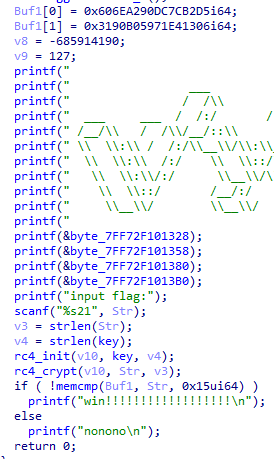 Buf1[0] = 0x606EA290DC7CB2D5i64;
Buf1[1] = 0x3190B05971E41306i64;
v8 = -685914190;
v9 = 127;
printf("
printf("                    ___
printf("                   /  /\\
printf("  ___     ___  /  /:/        /
printf(" /__/\\   /  /\\/__/::\\
printf(" \\  \\:\\ /  /:/\\__\\/\\:\\
printf("  \\  \\:\\  /:/    \\  \\::/
printf("   \\  \\:\\/:/      \\__\\/\\
printf("    \\  \\::/       /__/:/
printf("     \\__\\/        \\__\\/
printf("
printf(&byte_7FF72F101328);
printf(&byte_7FF72F101358);
printf(&byte_7FF72F101380);
printf(&byte_7FF72F1013B0);
printf("input flag:");
scanf("%s21", Str);
v3 = strlen(Str);
v4 = strlen(key);
rc4_init(v10, key, v4);
rc4_crypt(v10, Str, v3);
if ( !memcmp(Buf1, Str, 0x15ui64) )
printf("win!!!!!!!!!!!!!!!!!!\n");
else
printf("nonono\n");
return 0;